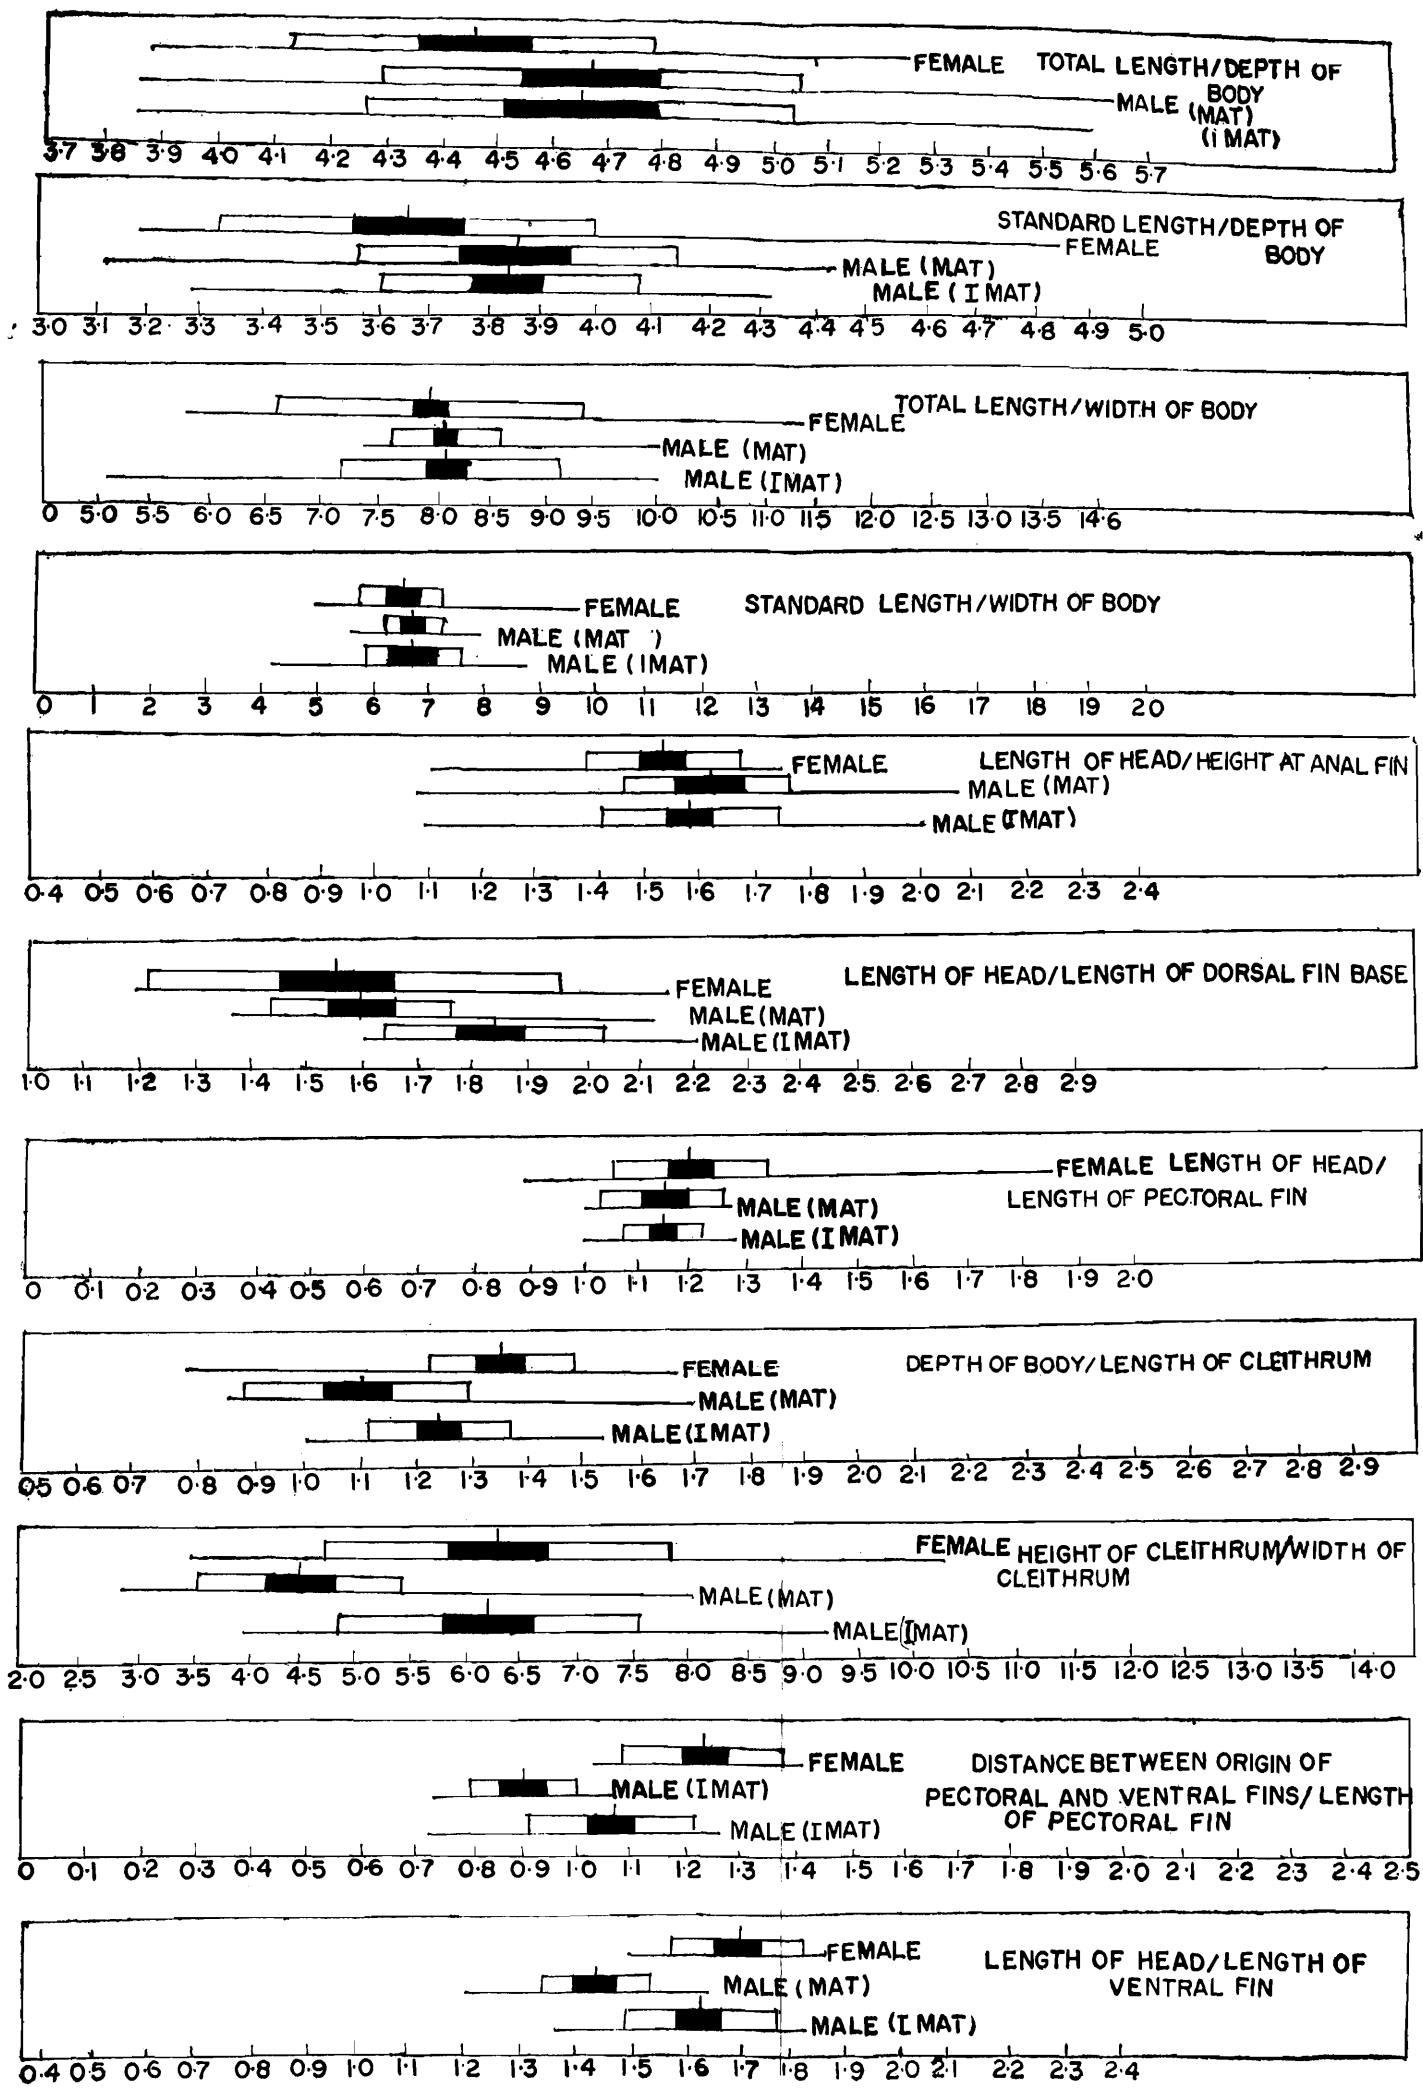 FEMALE TOTAL LENGTH/DEPTH OF
BODY
MALE (MAT)
(iMAT)
3.7 3.8 3.9 4.0 4.1 4.2 4.3 4.4 4.5 4.6 4.7 4.8 4.9 5.0 5.1 5.2 5.3 5.4 5.5 5.6 5.7
STANDARD LENGTH/DEPTH OF
FEMALE BODY
MALE (MAT)
MALE (IMAT)
3.0 3.1 3.2 3.3 3.4 3.5 3.6 3.7 3.8 3.9 4.0 4.1 4.2 4.3 4.4 4.5 4.6 4.7 4.8 4.9 5.0
TOTAL LENGTH/WIDTH OF BODY
FEMALE
MALE (MAT)
MALE (IMAT)
0 5.0 5.5 6.0 6.5 7.0 7.5 8.0 8.5 9.0 9.5 10.0 10.5 11.0 11.5 12.0 12.5 13.0 13.5 14.6
FEMALE STANDARD LENGTH/WIDTH OF BODY
MALE (MAT )
MALE (IMAT)
0 1 2 3 4 5 6 7 8 9 10 11 12 13 14 15 16 17 18 19 20
FEMALE LENGTH OF HEAD/HEIGHT AT ANAL FIN
MALE (MAT)
MALE (IMAT)
0.4 0.5 0.6 0.7 0.8 0.9 1.0 1.1 1.2 1.3 1.4 1.5 1.6 1.7 1.8 1.9 2.0 2.1 2.2 2.3 2.4
LENGTH OF HEAD/LENGTH OF DORSAL FIN BASE
FEMALE
MALE (MAT)
MALE (IMAT)
1.0 1.1 1.2 1.3 1.4 1.5 1.6 1.7 1.8 1.9 2.0 2.1 2.2 2.3 2.4 2.5 2.6 2.7 2.8 2.9
FEMALE LENGTH OF HEAD/
LENGTH OF PECTORAL FIN
MALE (MAT)
MALE (IMAT)
0 0.1 0.2 0.3 0.4 0.5 0.6 0.7 0.8 0.9 1.0 1.1 1.2 1.3 1.4 1.5 1.6 1.7 1.8 1.9 2.0
FEMALE DEPTH OF BODY/LENGTH OF CLEITHRUM
MALE (MAT)
MALE (IMAT)
0.5 0.6 0.7 0.8 0.9 1.0 1.1 1.2 1.3 1.4 1.5 1.6 1.7 1.8 1.9 2.0 2.1 2.2 2.3 2.4 2.5 2.6 2.7 2.8 2.9
FEMALE HEIGHT OF CLEITHRUM/WIDTH OF
CLEITHRUM
MALE (MAT)
MALE (IMAT)
2.0 2.5 3.0 3.5 4.0 4.5 5.0 5.5 6.0 6.5 7.0 7.5 8.0 8.5 9.0 9.5 10.0 10.5 11.0 11.5 12.0 12.5 13.0 13.5 14.0
FEMALE DISTANCE BETWEEN ORIGIN OF
MALE (IMAT) PECTORAL AND VENTRAL FINS/LENGTH
OF PECTORAL FIN
MALE (IMAT)
0 0.1 0.2 0.3 0.4 0.5 0.6 0.7 0.8 0.9 1.0 1.1 1.2 1.3 1.4 1.5 1.6 1.7 1.8 1.9 2.0 2.1 2.2 2.3 2.4 2.5
FEMALE LENGTH OF HEAD/LENGTH OF
VENTRAL FIN
MALE (MAT)
MALE (IMAT)
0.4 0.5 0.6 0.7 0.8 0.9 1.0 1.1 1.2 1.3 1.4 1.5 1.6 1.7 1.8 1.9 2.0 2.1 2.2 2.3 2.4